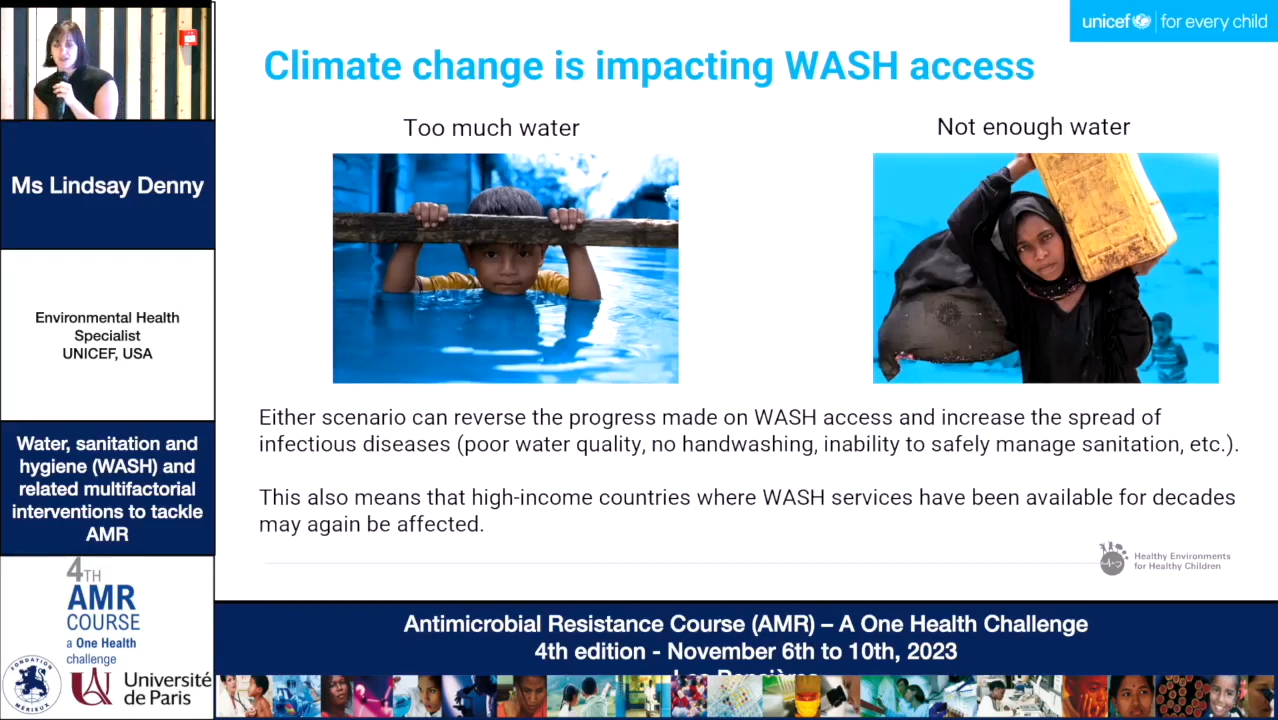 unicef for every child
Climate change is impacting WASH access
Too much water
Not enough water
Either scenario can reverse the progress made on WASH access and increase the spread of
infectious diseases (poor water quality, no handwashing, inability to safely manage sanitation, etc.).
This also means that high-income countries where WASH services have been available for decades
may again be affected.
Healthy Environments
for Healthy Children
Ms Lindsay Denny
Environmental Health
Specialist
UNICEF, USA
Water, sanitation and
hygiene (WASH) and
related multifactorial
interventions to tackle
AMR
4TH
AMR
COURSE
a One Health
challenge
FONDATION
MÉRIEUX
Université
de Paris
Antimicrobial Resistance Course (AMR) – A One Health Challenge
4th edition - November 6th to 10th, 2023